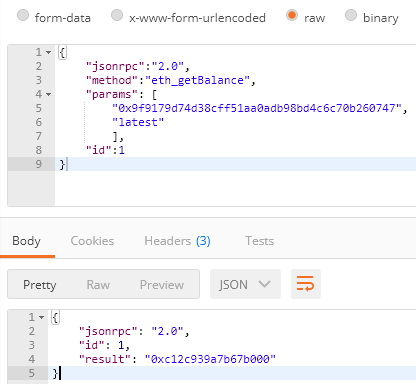 form-data x-www-form-urlencoded raw binary
1 {
2 "jsonrpc":"2.0",
3 "method":"eth_getBalance",
4 "params": [
5 "0x9f9179d74d38cff51aa0adb98bd4c6c70b260747",
6 "latest"
7 ],
8 "id":1
9 }
Body Cookies Headers (3) Tests
Pretty Raw Preview JSON
1 {
2 "jsonrpc": "2.0",
3 "id": 1,
4 "result": "0xc12c939a7b67b000"
5 }